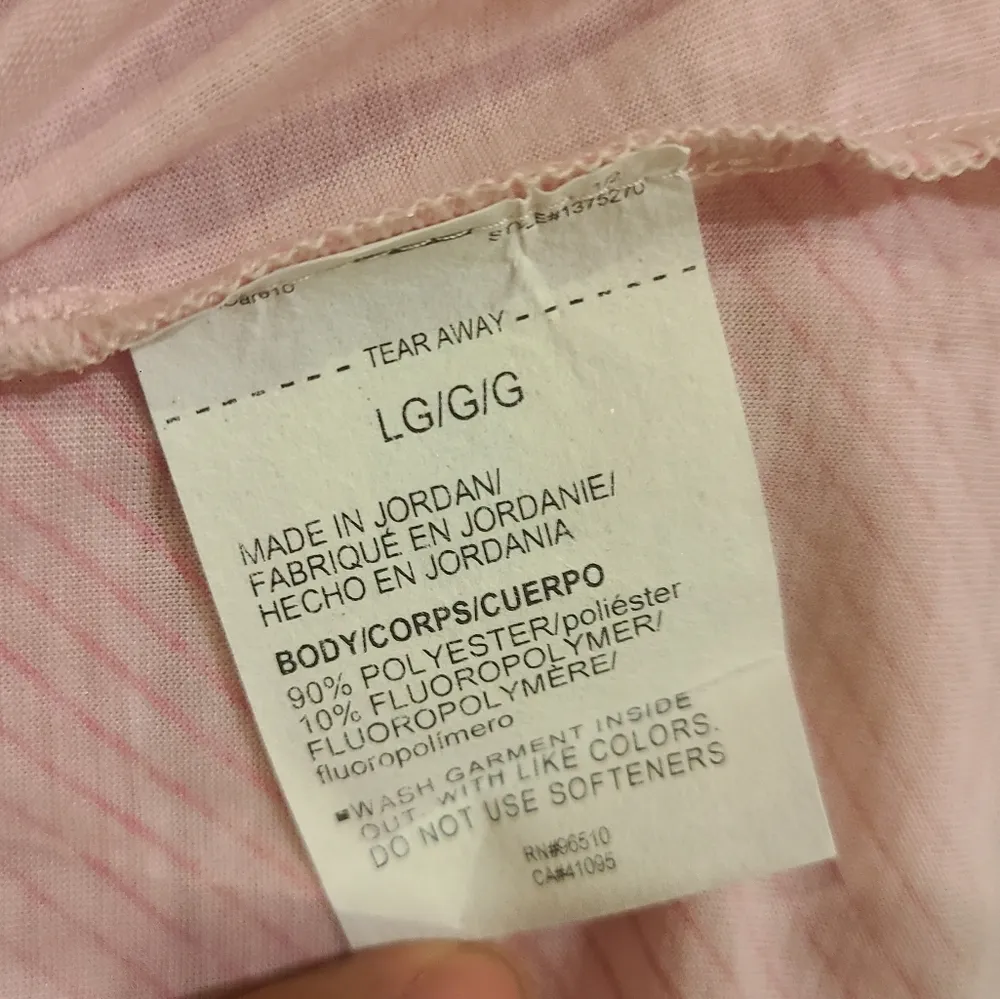 1375270
TEAR AWAY
LG/G/G
MADE IN JORDAN/
FABRIQUÉ EN JORDANIE/
HECHO EN JORDANIA
BODY/CORPS/CUERPO
90% POLYESTER/poliéster
10% FLUOROPOLYMER/
FLUOROPOLYMÈRE/
fluoropolímero
WASH GARMENT INSIDE
OUT, WITH LIKE COLORS.
DO NOT USE SOFTENERS
RN#96510
CA#41095